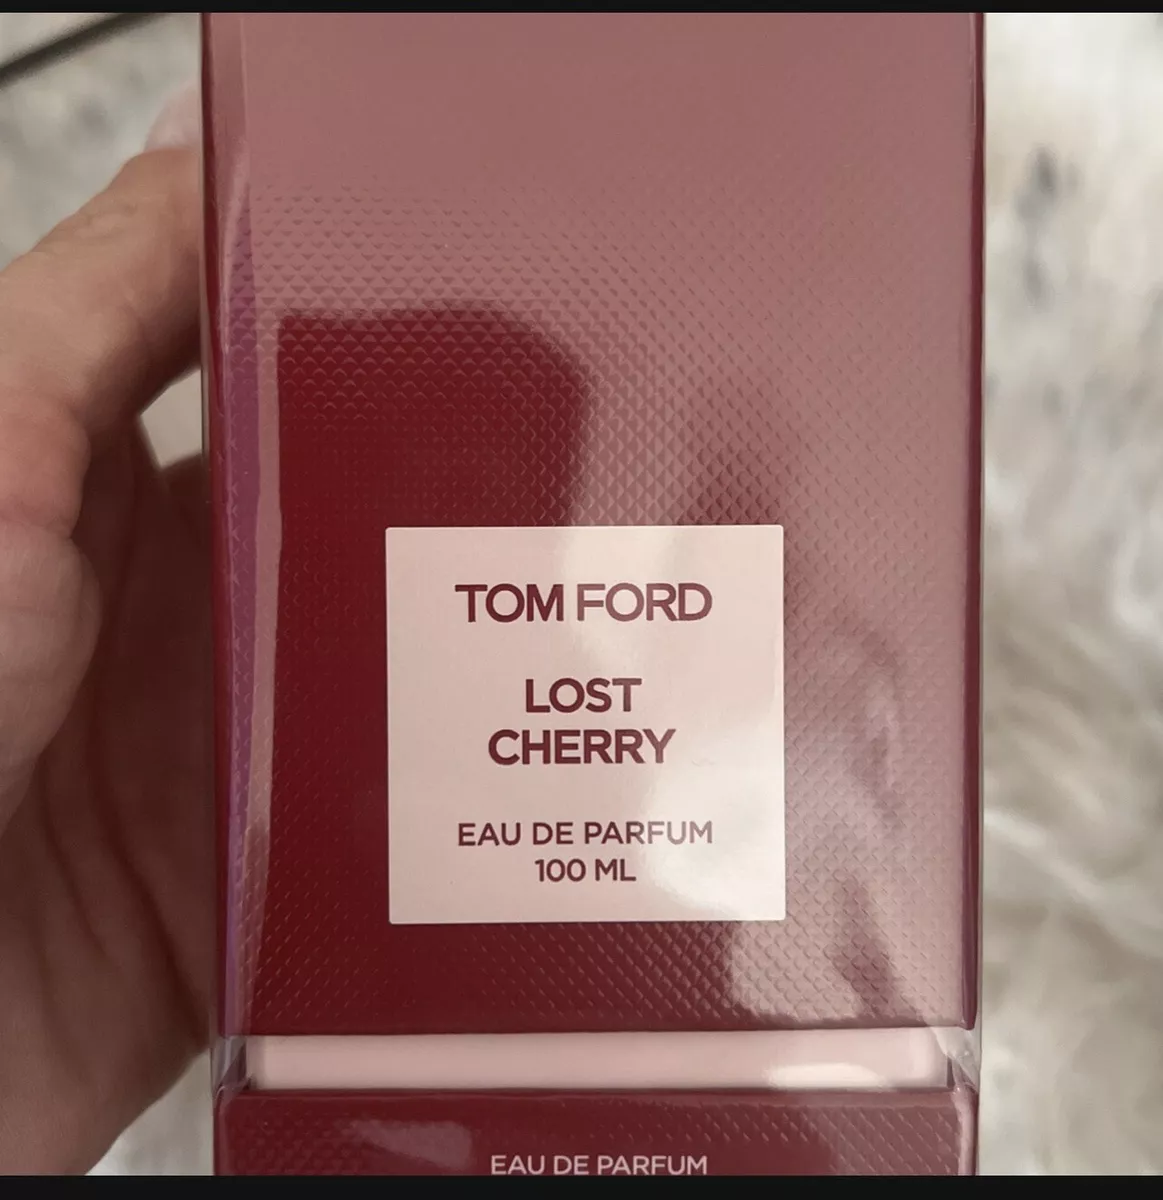 TOM FORD
LOST
CHERRY
EAU DE PARFUM
100 ML
EAU DE PARFUM